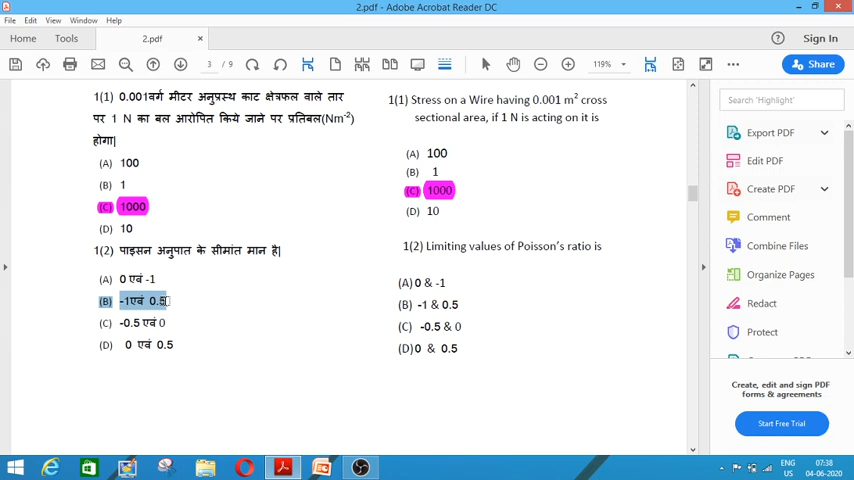 2.pdf - Adobe Acrobat Reader DC
File Edit View Window Help
Home Tools 2.pdf × Sign In
3 / 9 119% Share
1(1) 0.001वर्ग मीटर अनुप्रस्थ काट क्षेत्रफल वाले तार
पर 1 N का बल आरोपित किये जाने पर प्रतिबल(Nm-2)
होगा|
(A) 100
(B) 1
(C) 1000
(D) 10
1(2) पाइसन अनुपात के सीमांत मान है|
(A) 0 एवं -1
(B) -1एवं 0.5
(C) -0.5 एवं 0
(D) 0 एवं 0.5
1(1) Stress on a Wire having 0.001 m2 cross
sectional area, if 1 N is acting on it is
(A) 100
(B) 1
(C) 1000
(D) 10
1(2) Limiting values of Poisson's ratio is
(A) 0 & -1
(B) -1 & 0.5
(C) -0.5 & 0
(D) 0 & 0.5
Search 'Highlight'
Export PDF
Edit PDF
Create PDF
Comment
Combine Files
Organize Pages
Redact
Protect
Create, edit and sign PDF
forms & agreements
Start Free Trial
ENG 07:38
US 04-06-2020